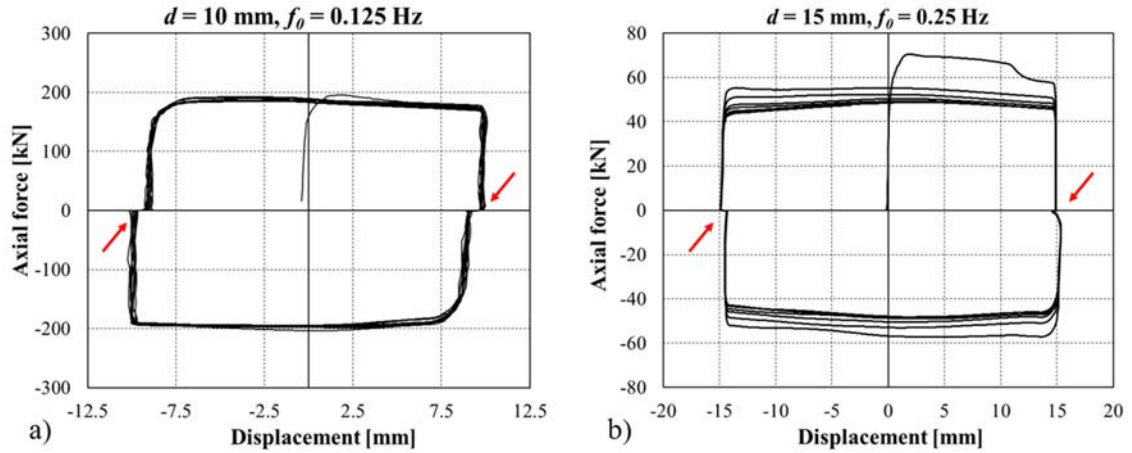 d = 10 mm, f₀ = 0.125 Hz
Axial force [kN]
300
200
100
0
-100
-200
-300
-12.5 -7.5 -2.5 2.5 7.5 12.5
Displacement [mm]
a)
d = 15 mm, f₀ = 0.25 Hz
Axial force [kN]
80
60
40
20
0
-20
-40
-60
-80
-20 -15 -10 -5 0 5 10 15 20
Displacement [mm]
b)